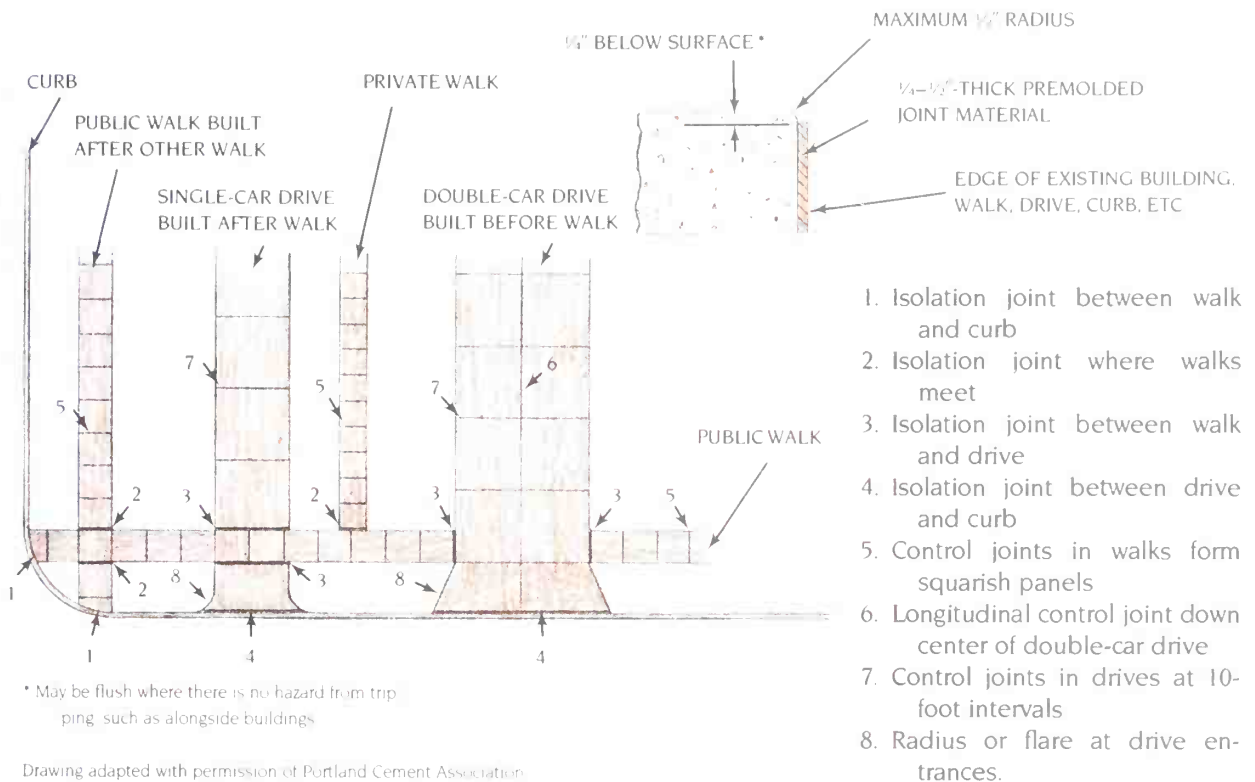 MAXIMUM ½" RADIUS
¼" BELOW SURFACE*
CURB
PRIVATE WALK
¼–½"-THICK PREMOLDED
JOINT MATERIAL
PUBLIC WALK BUILT
AFTER OTHER WALK
SINGLE-CAR DRIVE
BUILT AFTER WALK
DOUBLE-CAR DRIVE
BUILT BEFORE WALK
EDGE OF EXISTING BUILDING,
WALK, DRIVE, CURB, ETC
7
6
5
5
7
PUBLIC WALK
2
3
2
3
3
5
1
2
8
3
8
1
4
4
1. Isolation joint between walk
and curb
2. Isolation joint where walks
meet
3. Isolation joint between walk
and drive
4. Isolation joint between drive
and curb
5. Control joints in walks form
squarish panels
6. Longitudinal control joint down
center of double-car drive
7. Control joints in drives at 10-
foot intervals
8. Radius or flare at drive en-
trances.
* May be flush where there is no hazard from trip
ping, such as alongside buildings
Drawing adapted with permission of Portland Cement Association